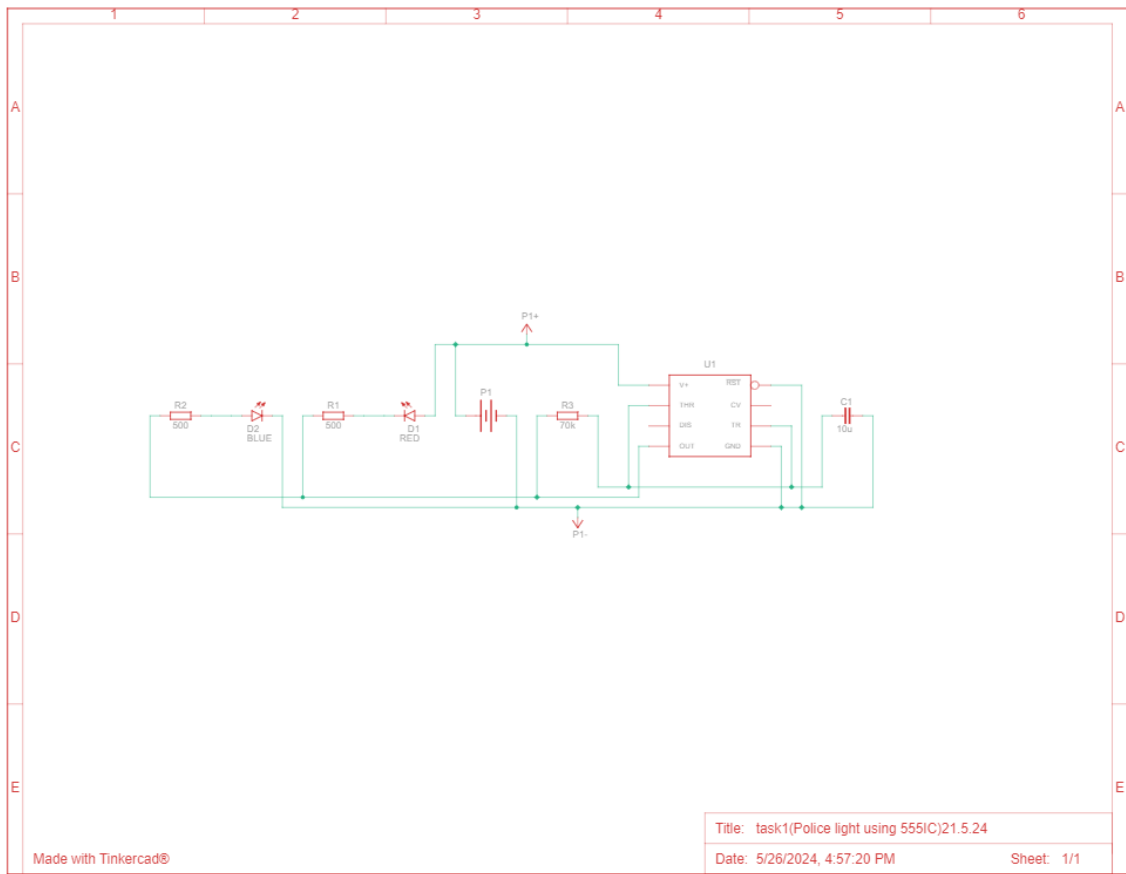 1 2 3 4 5 6
A A
B B
P1+
U1
P1
V+ RST
R2 R1 R3 THR CV C1
500 500 70k DIS TR 10u
D2 D1
BLUE RED
OUT GND
C C
P1-
D D
E E
Title: task1(Police light using 555IC)21.5.24
Made with Tinkercad® Date: 5/26/2024, 4:57:20 PM Sheet: 1/1